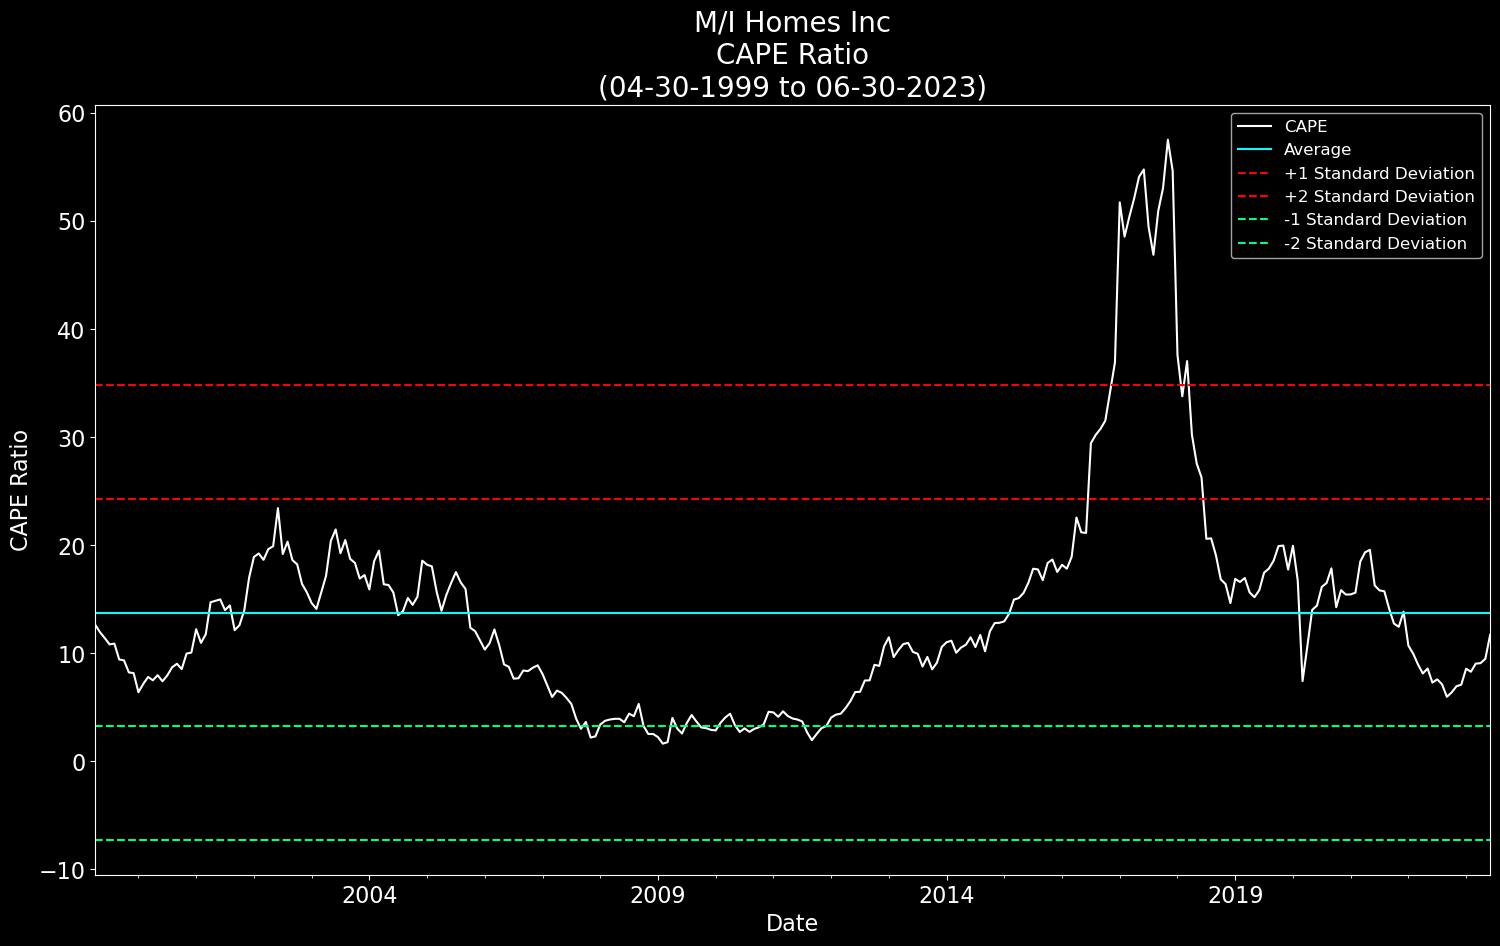 M/I Homes Inc
CAPE Ratio
(04-30-1999 to 06-30-2023)
CAPE
Average
+1 Standard Deviation
+2 Standard Deviation
-1 Standard Deviation
-2 Standard Deviation
60
50
40
30
20
10
0
−10
CAPE Ratio
2004
2009
2014
2019
Date